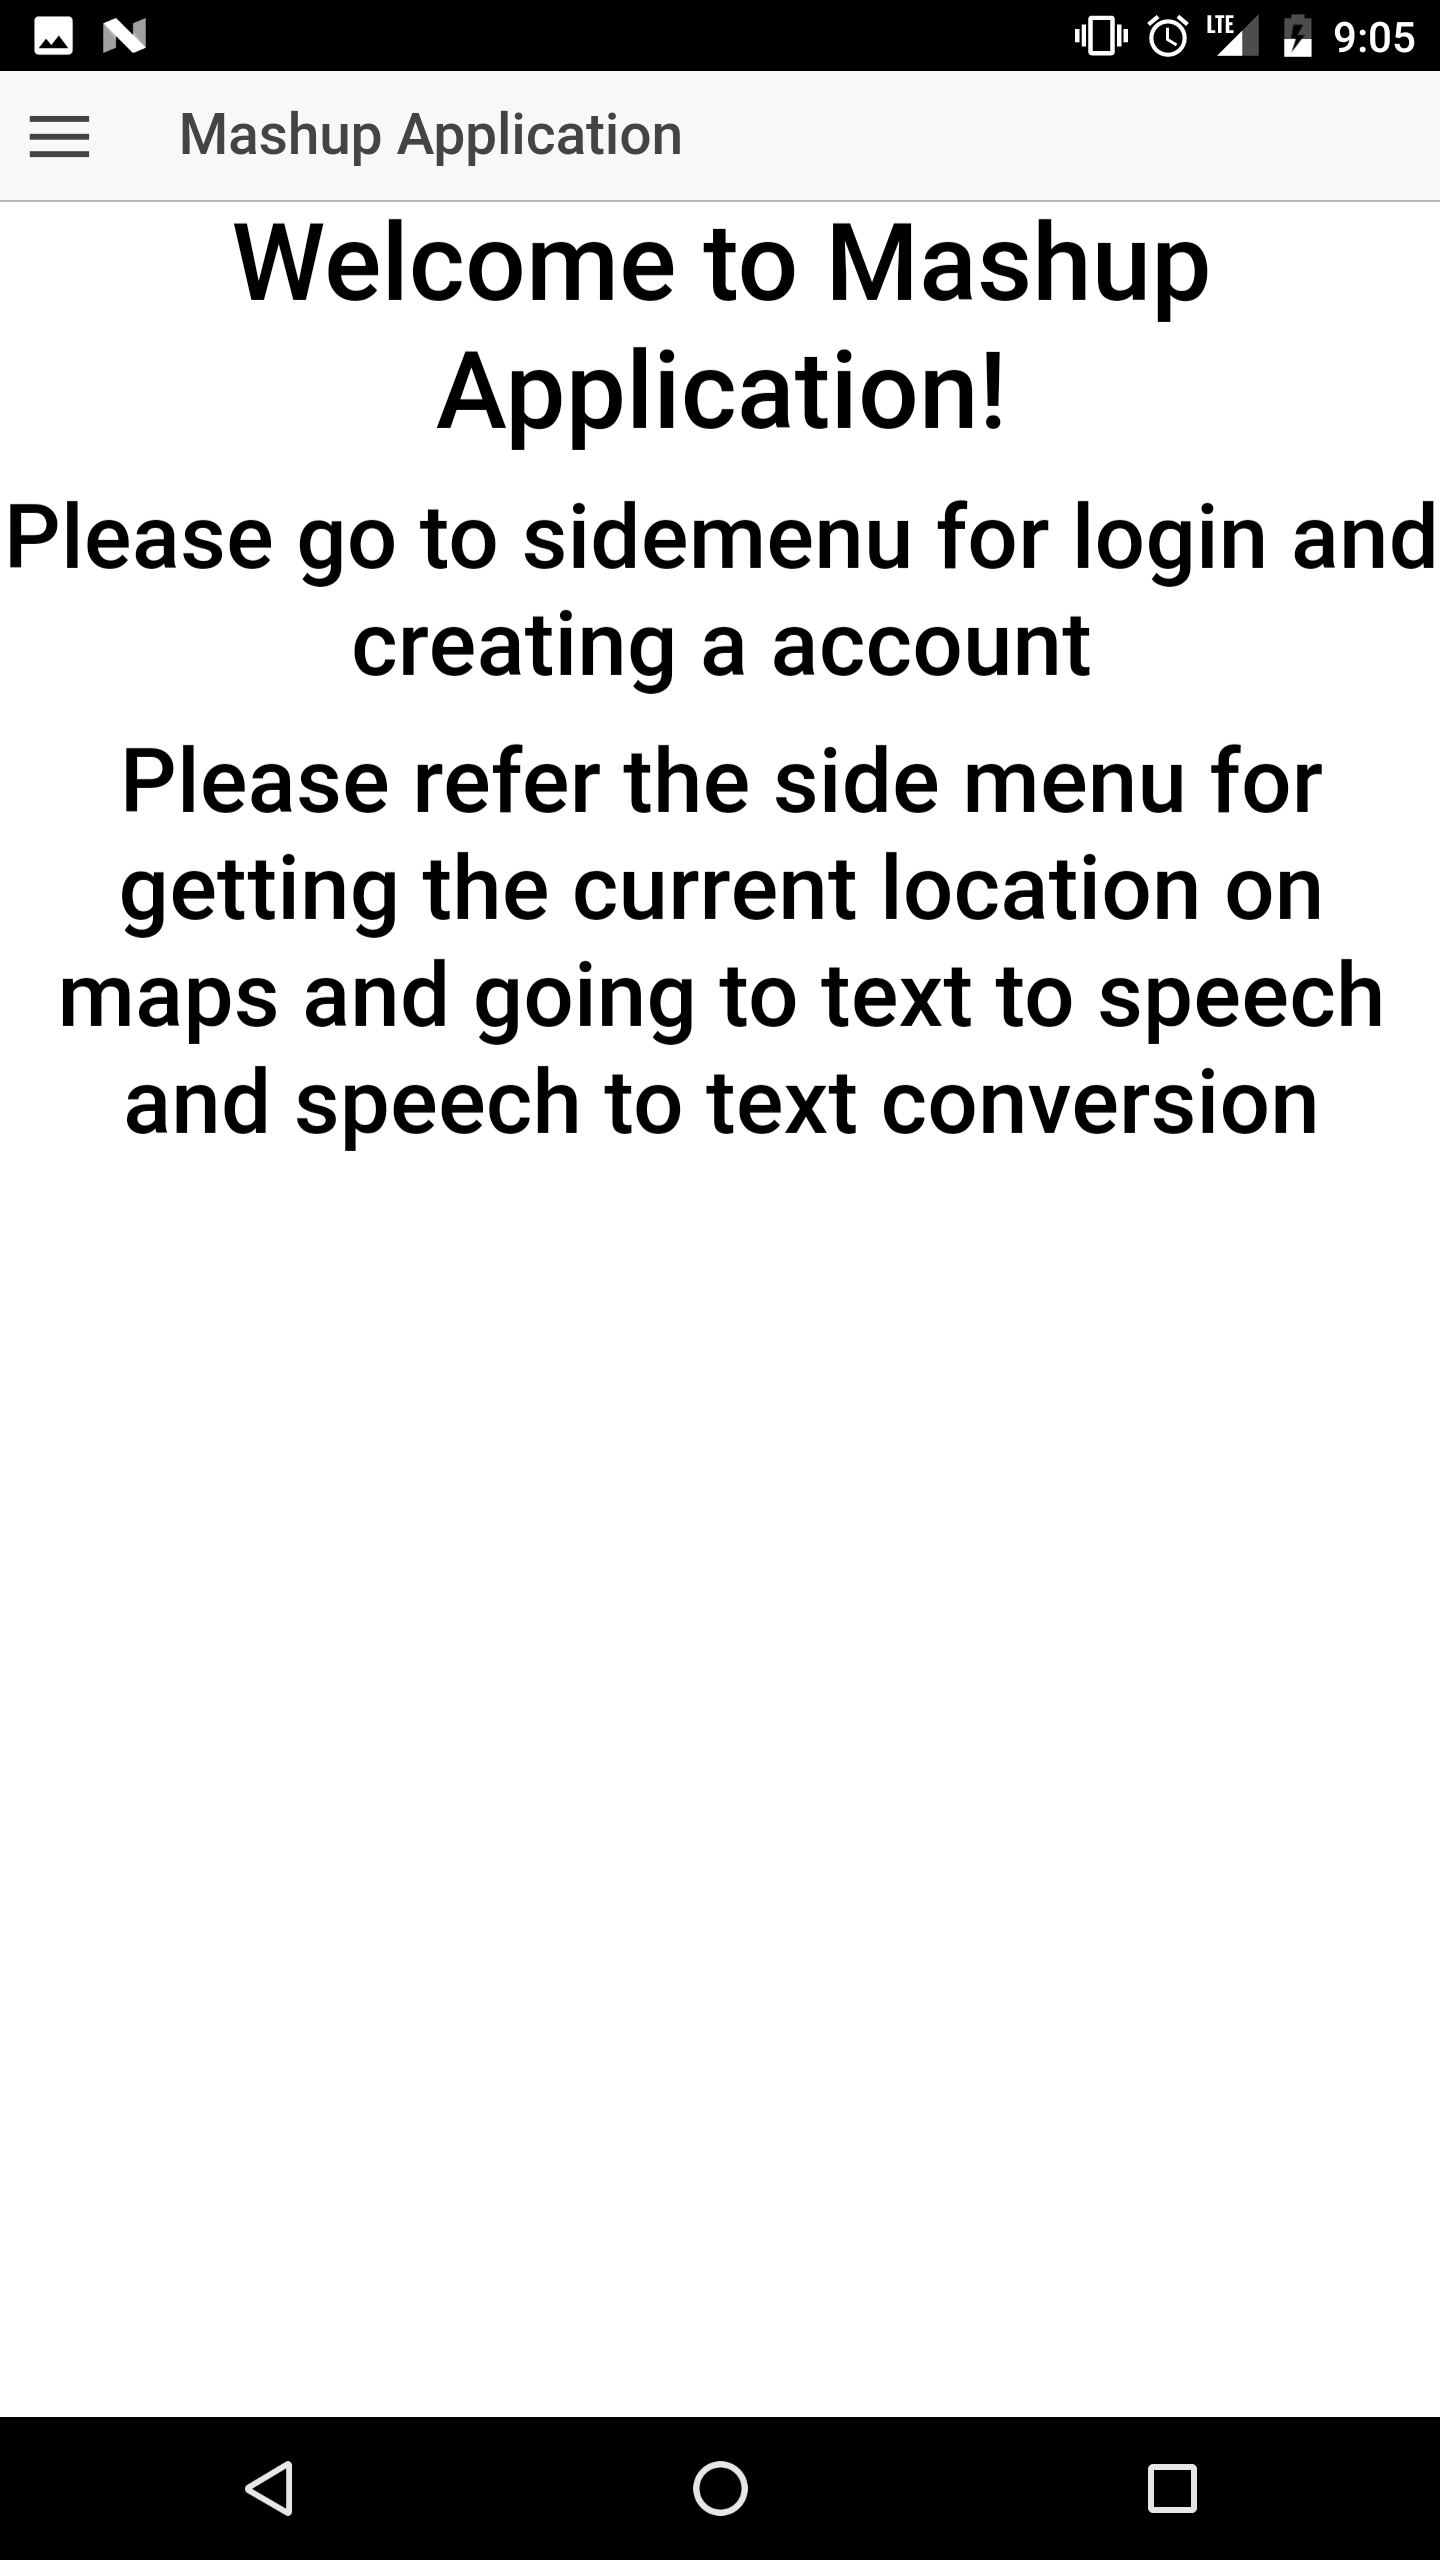 LTE 9:05
Mashup Application
Welcome to Mashup
Application!
Please go to sidemenu for login and
creating a account
Please refer the side menu for
getting the current location on
maps and going to text to speech
and speech to text conversion